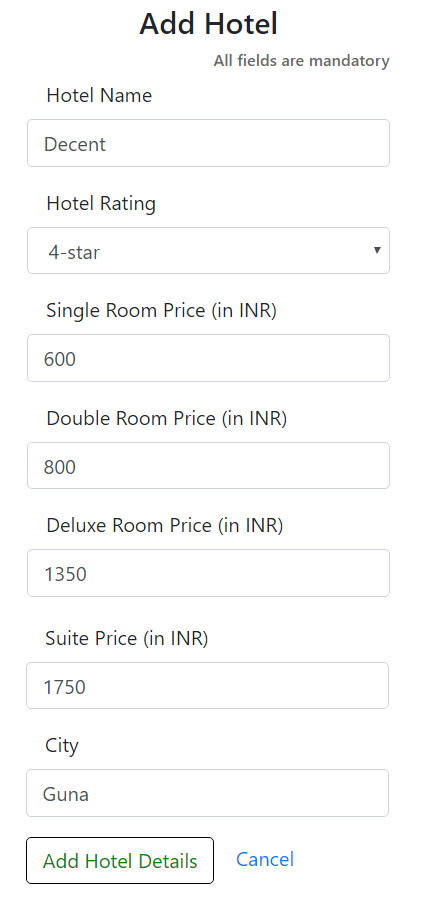 Add Hotel
All fields are mandatory
Hotel Name
Decent
Hotel Rating
4-star
Single Room Price (in INR)
600
Double Room Price (in INR)
800
Deluxe Room Price (in INR)
1350
Suite Price (in INR)
1750
City
Guna
Add Hotel Details Cancel